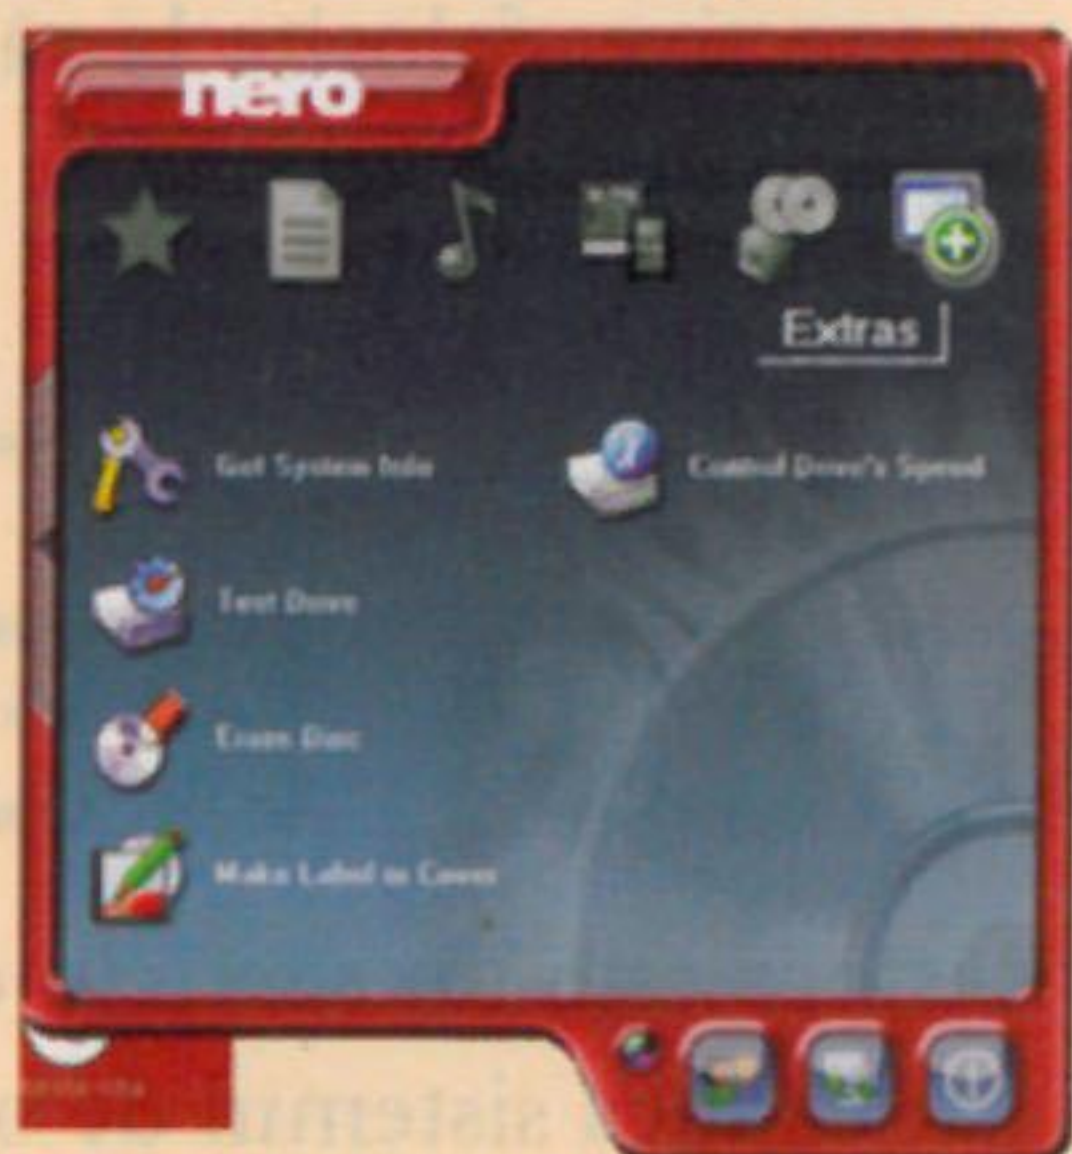 nero
Extras
Get System Info
Control Drive's Speed
Test Drive
Erase Disc
Make Label or Cover